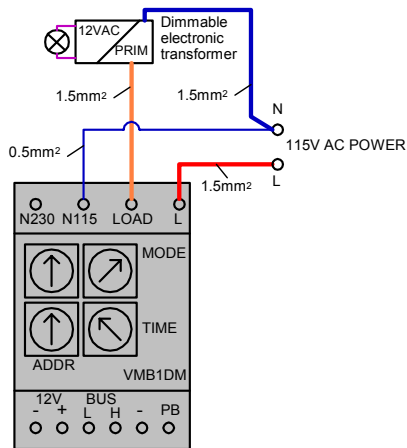 12VAC
PRIM
Dimmable
electronic
transformer
1.5mm²
1.5mm²
N
115V AC POWER
0.5mm²
L
1.5mm²
N230 N115 LOAD L
MODE
TIME
ADDR
VMB1DM
12V BUS
- + L H - PB